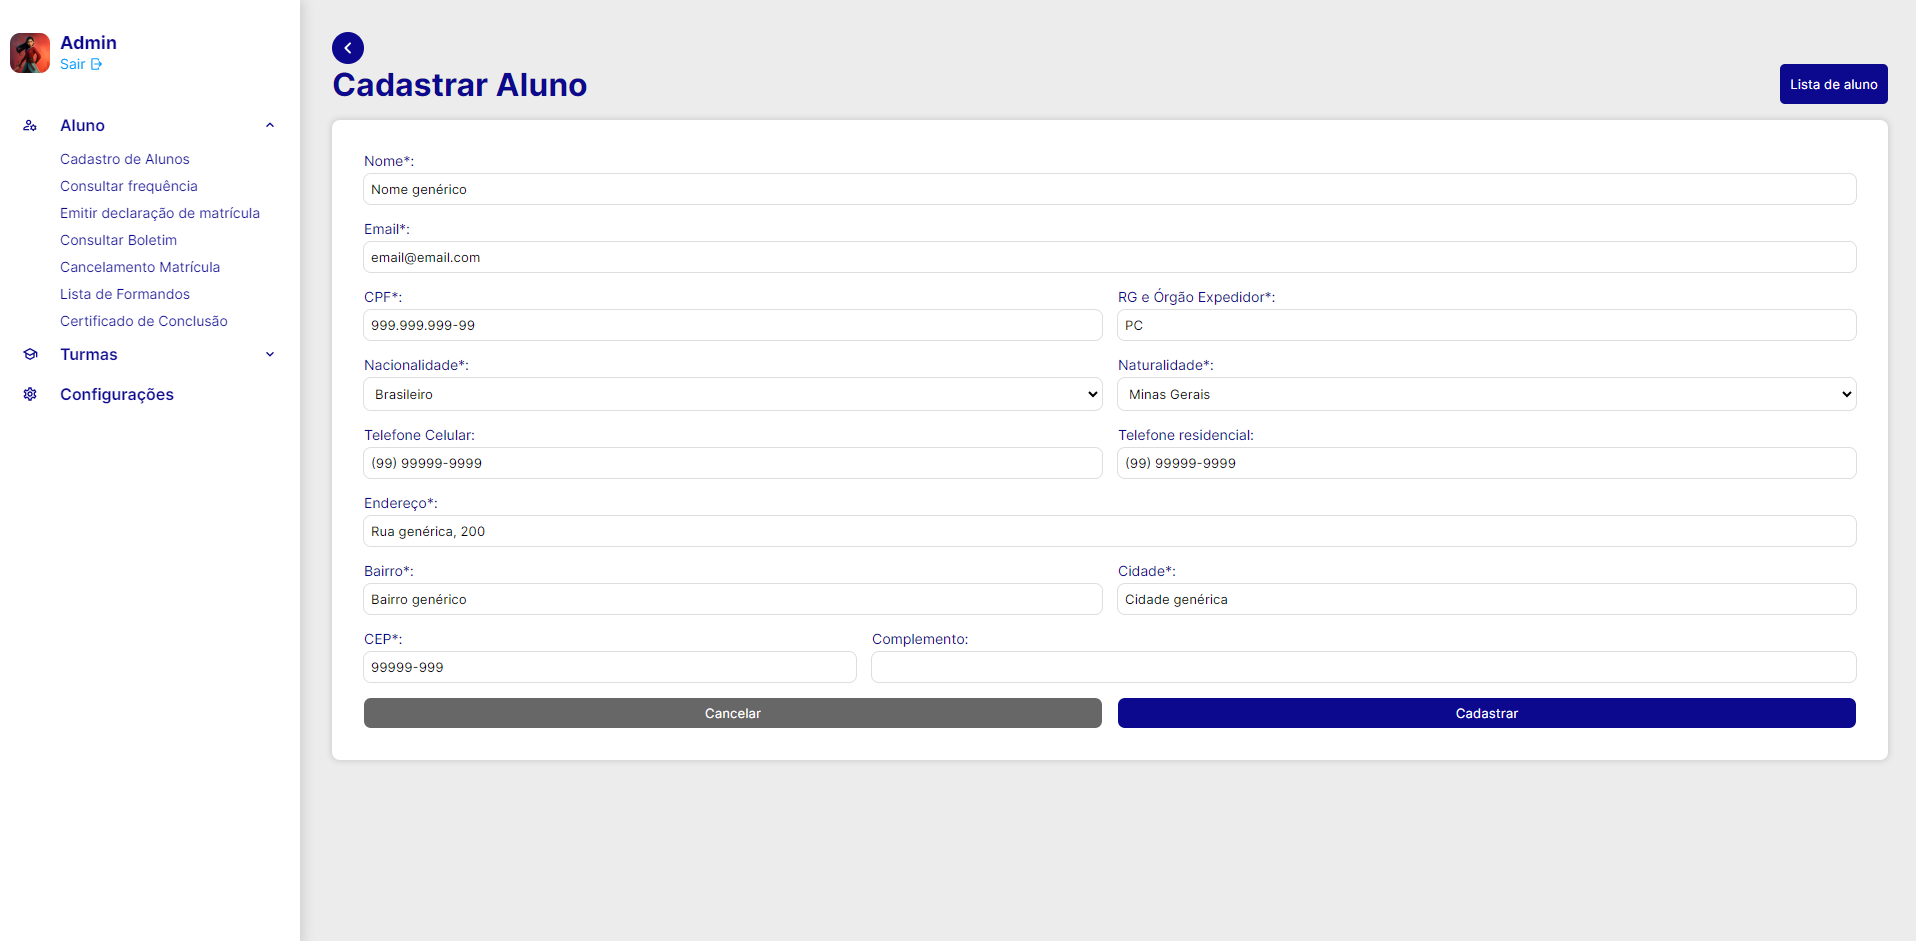 Admin
Sair
Aluno
Cadastro de Alunos
Consultar frequência
Emitir declaração de matrícula
Consultar Boletim
Cancelamento Matrícula
Lista de Formandos
Certificado de Conclusão
Turmas
Configurações
Cadastrar Aluno
Lista de aluno
Nome*:
Nome genérico
Email*:
email@email.com
CPF*:
999.999.999-99
RG e Órgão Expedidor*:
PC
Nacionalidade*:
Brasileiro
Naturalidade*:
Minas Gerais
Telefone Celular:
(99) 99999-9999
Telefone residencial:
(99) 99999-9999
Endereço*:
Rua genérica, 200
Bairro*:
Bairro genérico
Cidade*:
Cidade genérica
CEP*:
99999-999
Complemento:
Cancelar
Cadastrar